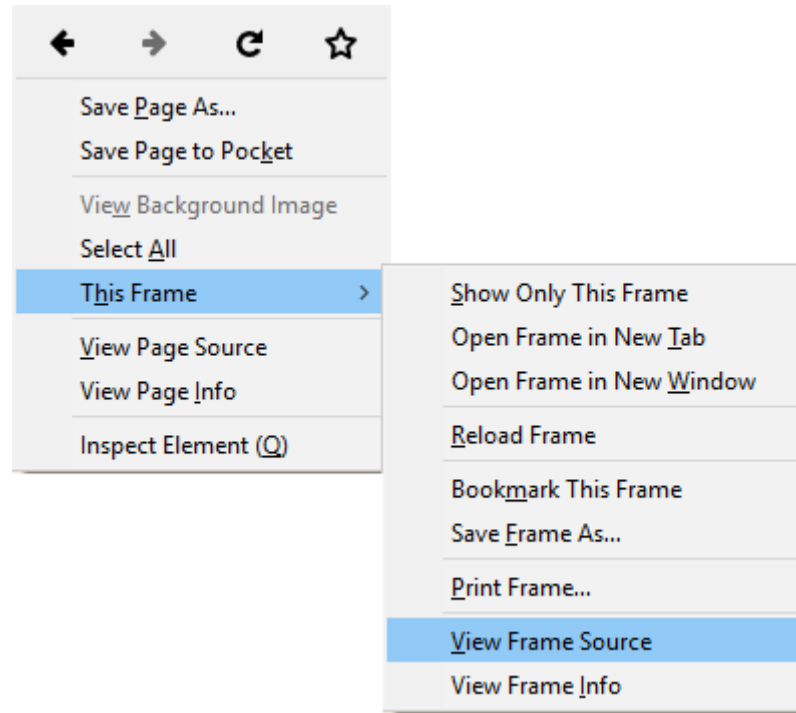 Save Page As...
Save Page to Pocket
View Background Image
Select All
This Frame
View Page Source
View Page Info
Inspect Element (Q)
Show Only This Frame
Open Frame in New Tab
Open Frame in New Window
Reload Frame
Bookmark This Frame
Save Frame As...
Print Frame...
View Frame Source
View Frame Info